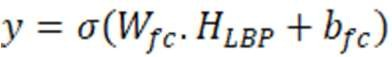 y = σ(W_fc. H_LBP + b_fc)